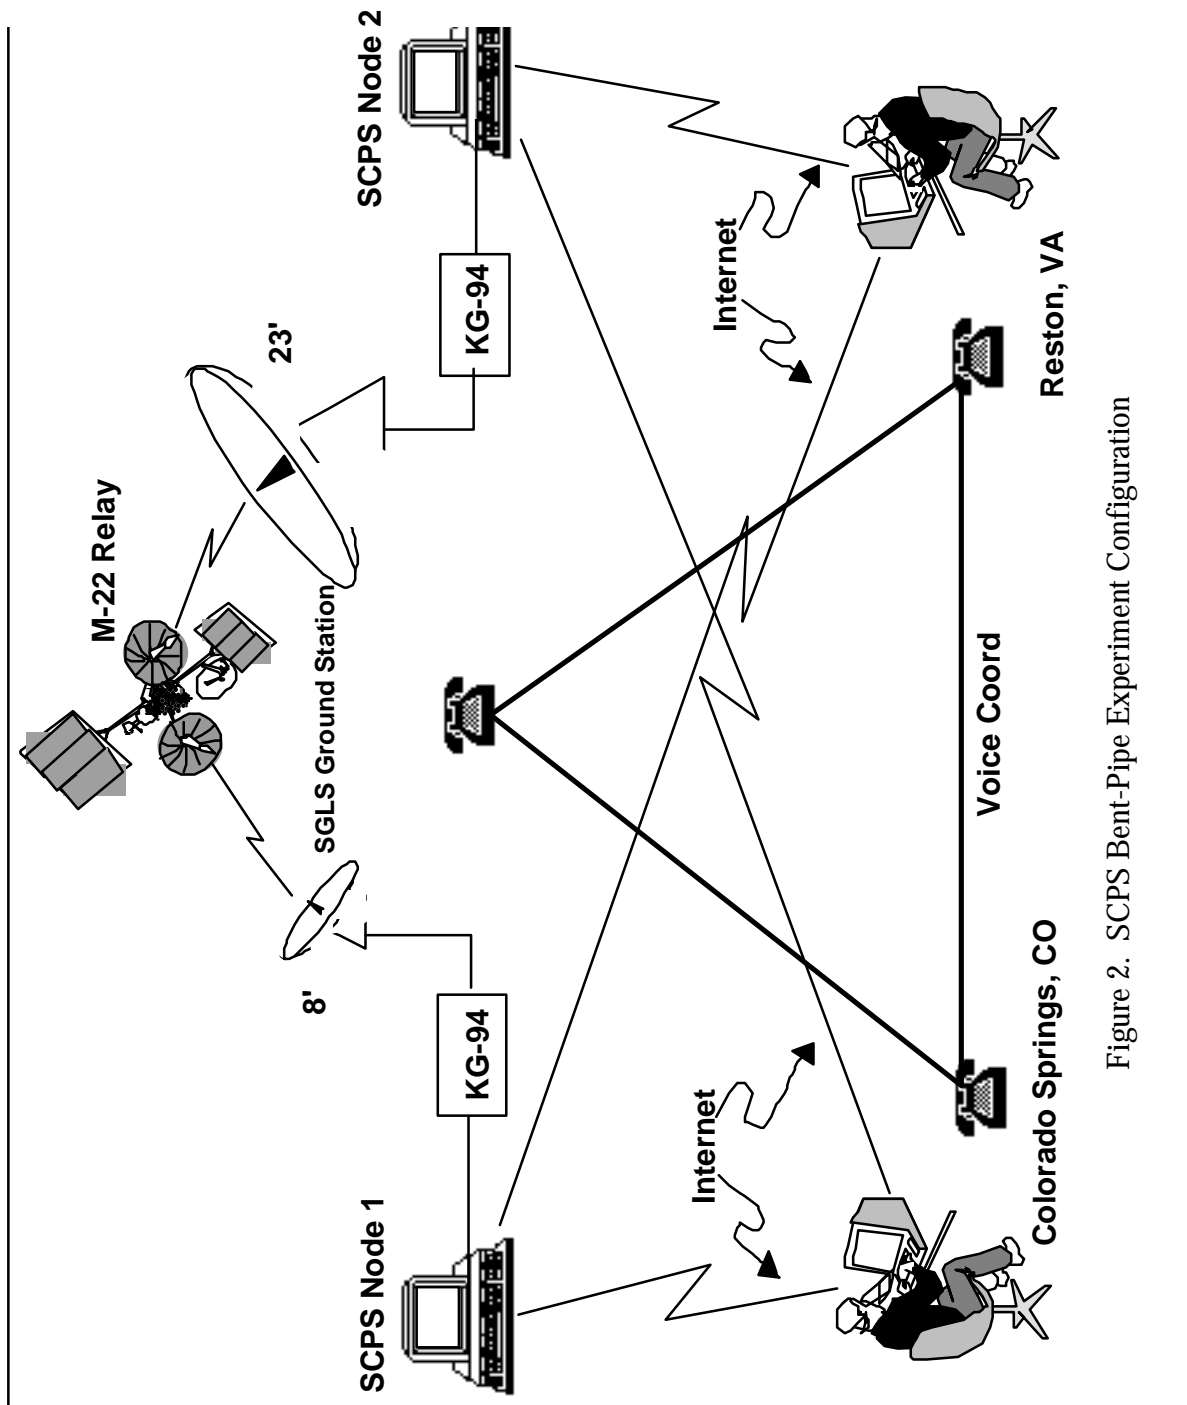 M-22 Relay
23'
8'
SGLS Ground Station
SCPS Node 1
SCPS Node 2
KG-94
KG-94
Internet
Internet
Voice Coord
Colorado Springs, CO
Reston, VA
Figure 2. SCPS Bent-Pipe Experiment Configuration